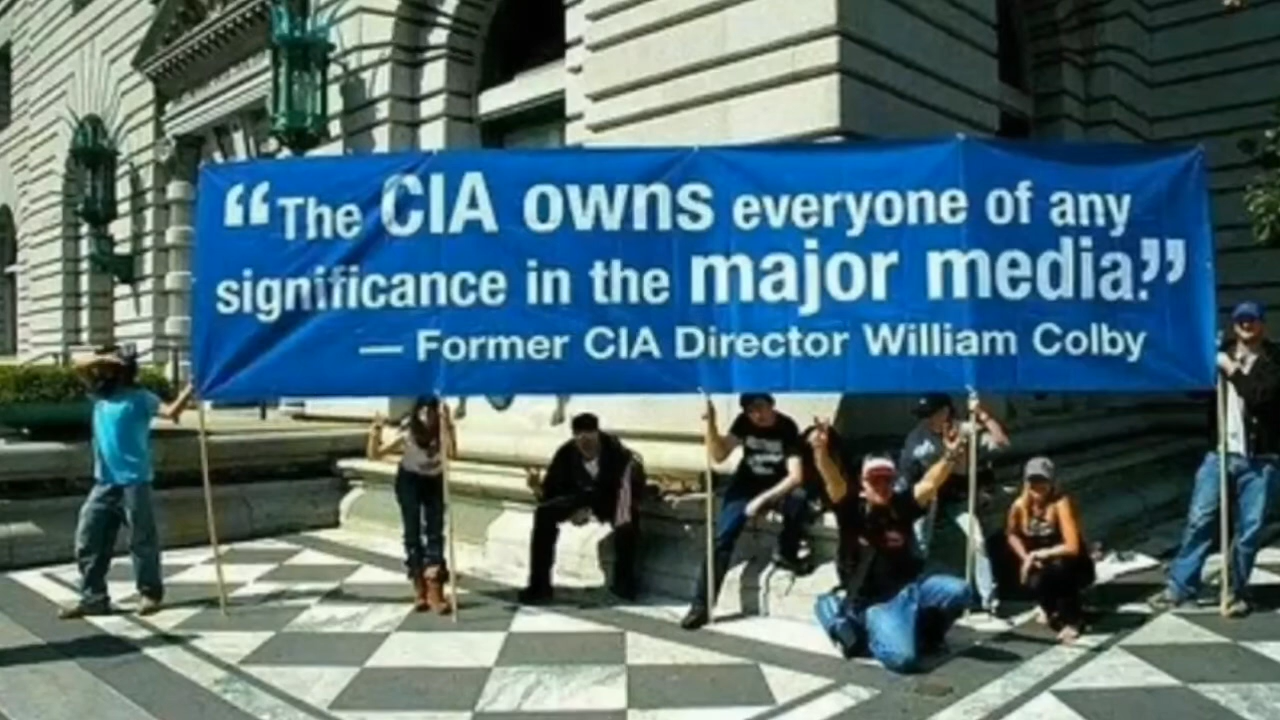 “The CIA owns everyone of any
significance in the major media.”
— Former CIA Director William Colby